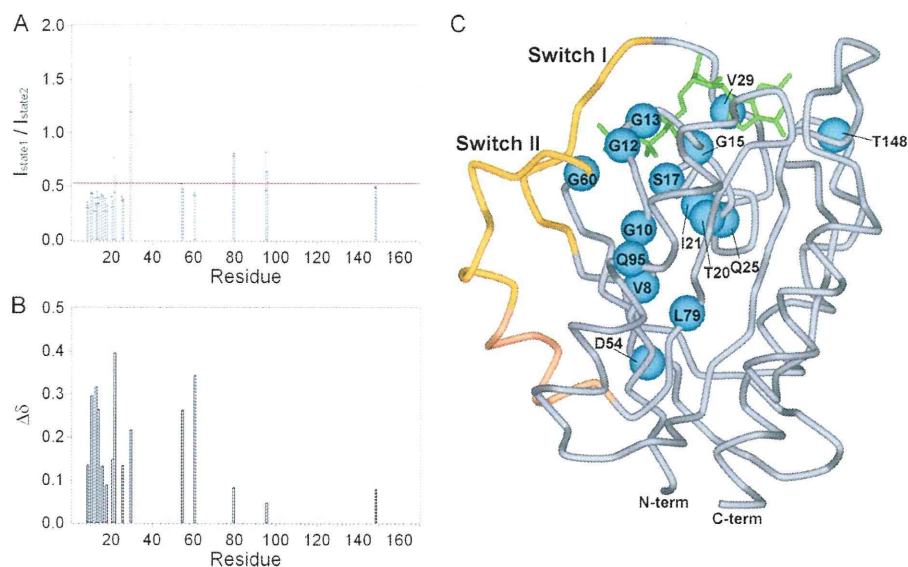 A
2.0
1.5
1.0
0.5
0.0
I state1 / I state2
20 40 60 80 100 120 140 160
Residue
B
0.5
0.4
0.3
0.2
0.1
0.0
Δδ
20 40 60 80 100 120 140 160
Residue
C
Switch I
Switch II
V29
G13
G12
G15
T148
G60
S17
G10
I21
Q25
T20
Q95
V8
L79
D54
N-term
C-term